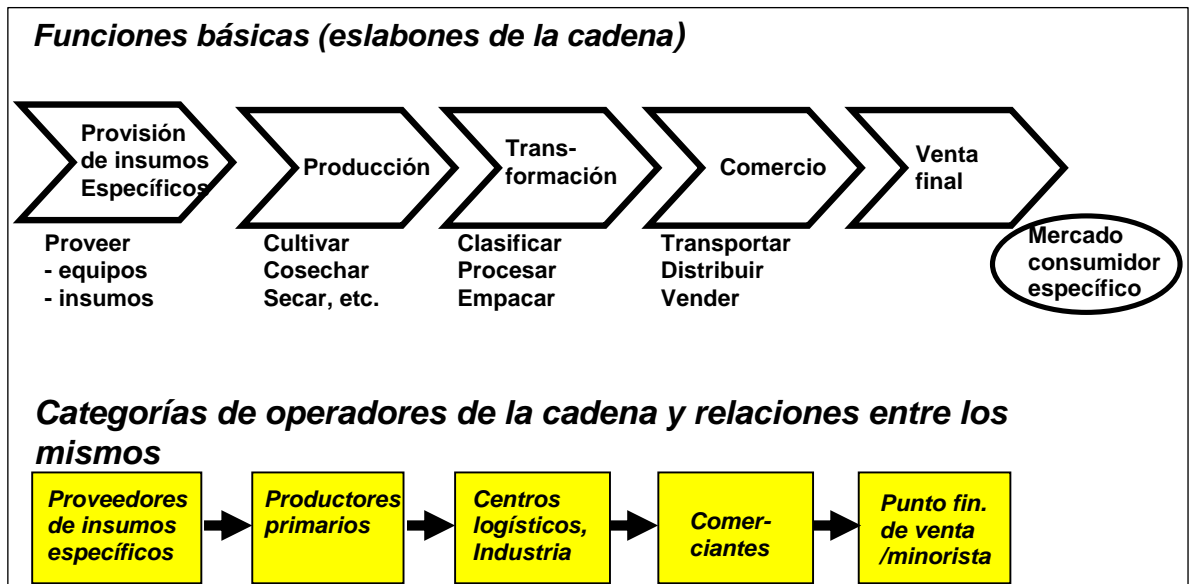 Funciones básicas (eslabones de la cadena)
Provisión
de insumos
Específicos
Producción
Trans-
formación
Comercio
Venta
final
Proveer
- equipos
- insumos
Cultivar
Cosechar
Secar, etc.
Clasificar
Procesar
Empacar
Transportar
Distribuir
Vender
Mercado
consumidor
específico
Categorías de operadores de la cadena y relaciones entre los
mismos
Proveedores
de insumos
específicos
Productores
primarios
Centros
logísticos,
Industria
Comer-
ciantes
Punto fin.
de venta
/minorista